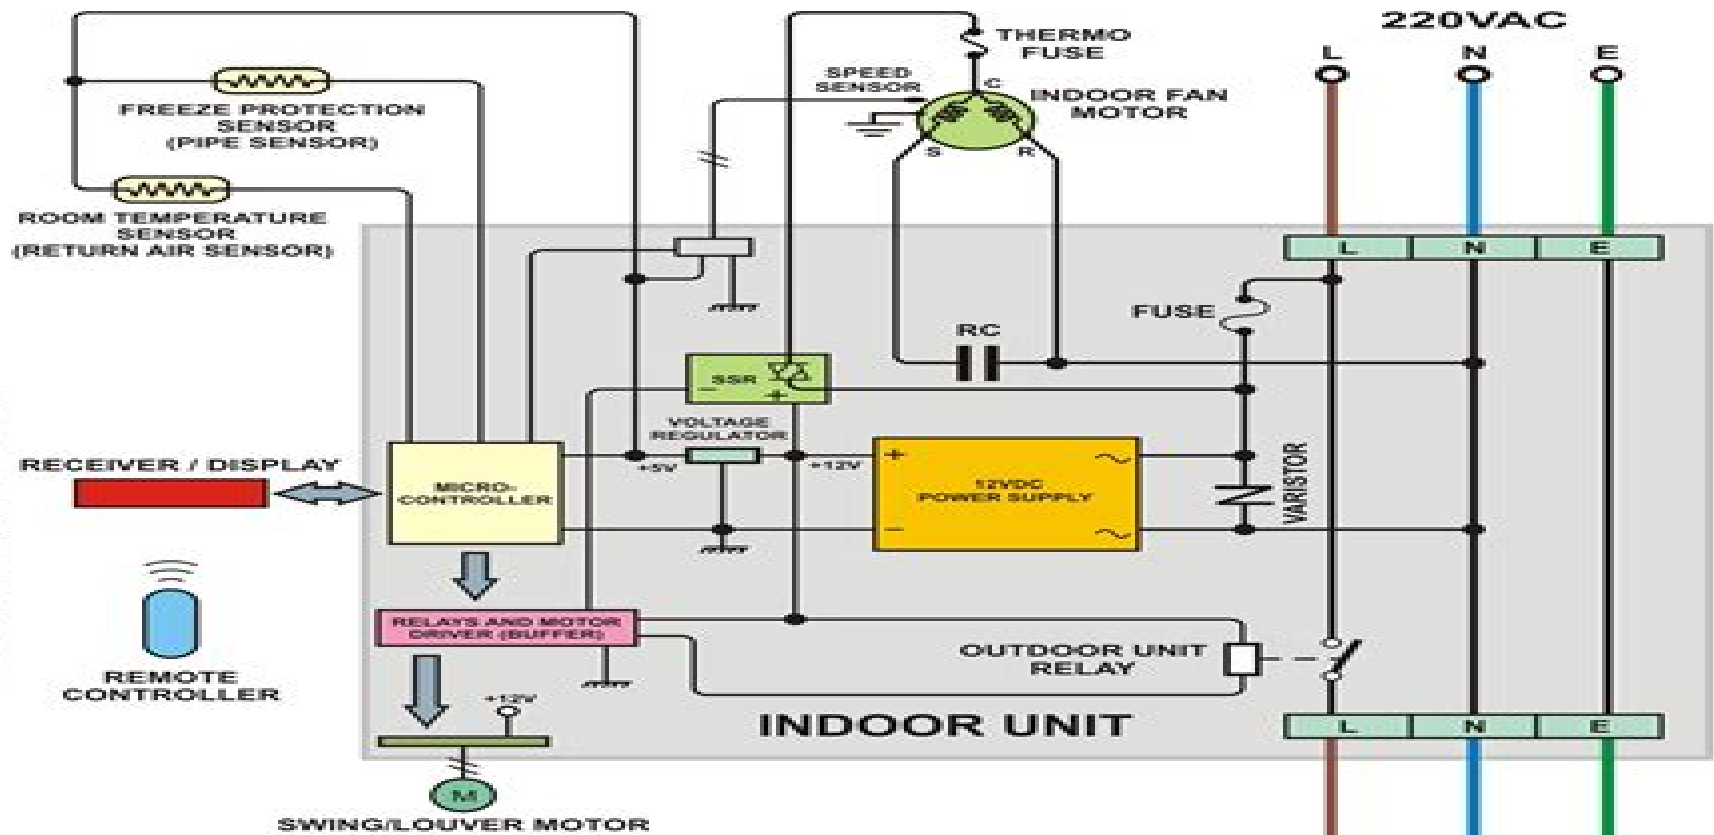 220VAC
L
N
E
THERMO
FUSE
SPEED
SENSOR
C
INDOOR FAN
MOTOR
S
R
FREEZE PROTECTION
SENSOR
(PIPE SENSOR)
ROOM TEMPERATURE
SENSOR
(RETURN AIR SENSOR)
L
N
E
FUSE
RC
SSR
-
+
VOLTAGE
REGULATOR
+5V
+12V
+
12VDC
POWER SUPPLY
-
VARISTOR
RECEIVER / DISPLAY
MICRO-
CONTROLLER
RELAYS AND MOTOR
DRIVER (BUFFER)
OUTDOOR UNIT
RELAY
REMOTE
CONTROLLER
+12V
INDOOR UNIT
L
N
E
M
SWING/LOUVER MOTOR